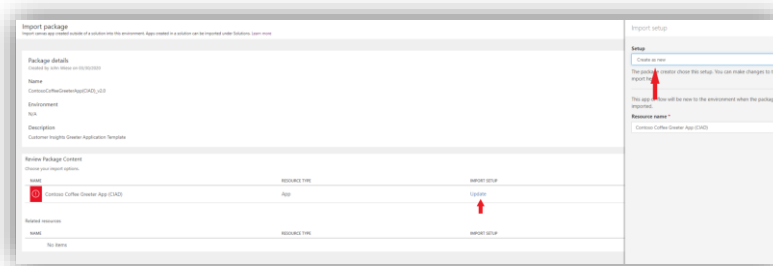 Import package
Import canvas app created outside of a solution into this environment. Apps created in a solution can be imported under Solutions. Learn more
Package details
Created by John Wiese on
Name
ContosoCoffeeGreeterApp(CIAD)_v2.0
Environment
N/A
Description
Customer Insights Greeter Application Template
Review Package Content
Choose your import options.
NAME RESOURCE TYPE IMPORT SETUP
Contoso Coffee Greeter App (CIAD) App Update
Related resources
NAME RESOURCE TYPE IMPORT SETUP
No items
Import setup
Setup
Create as new
The package creator chose this setup. You can make changes to
import
This app will be new to the environment when the
imported.
Resource name *
Contoso Coffee Greeter App (CIAD)